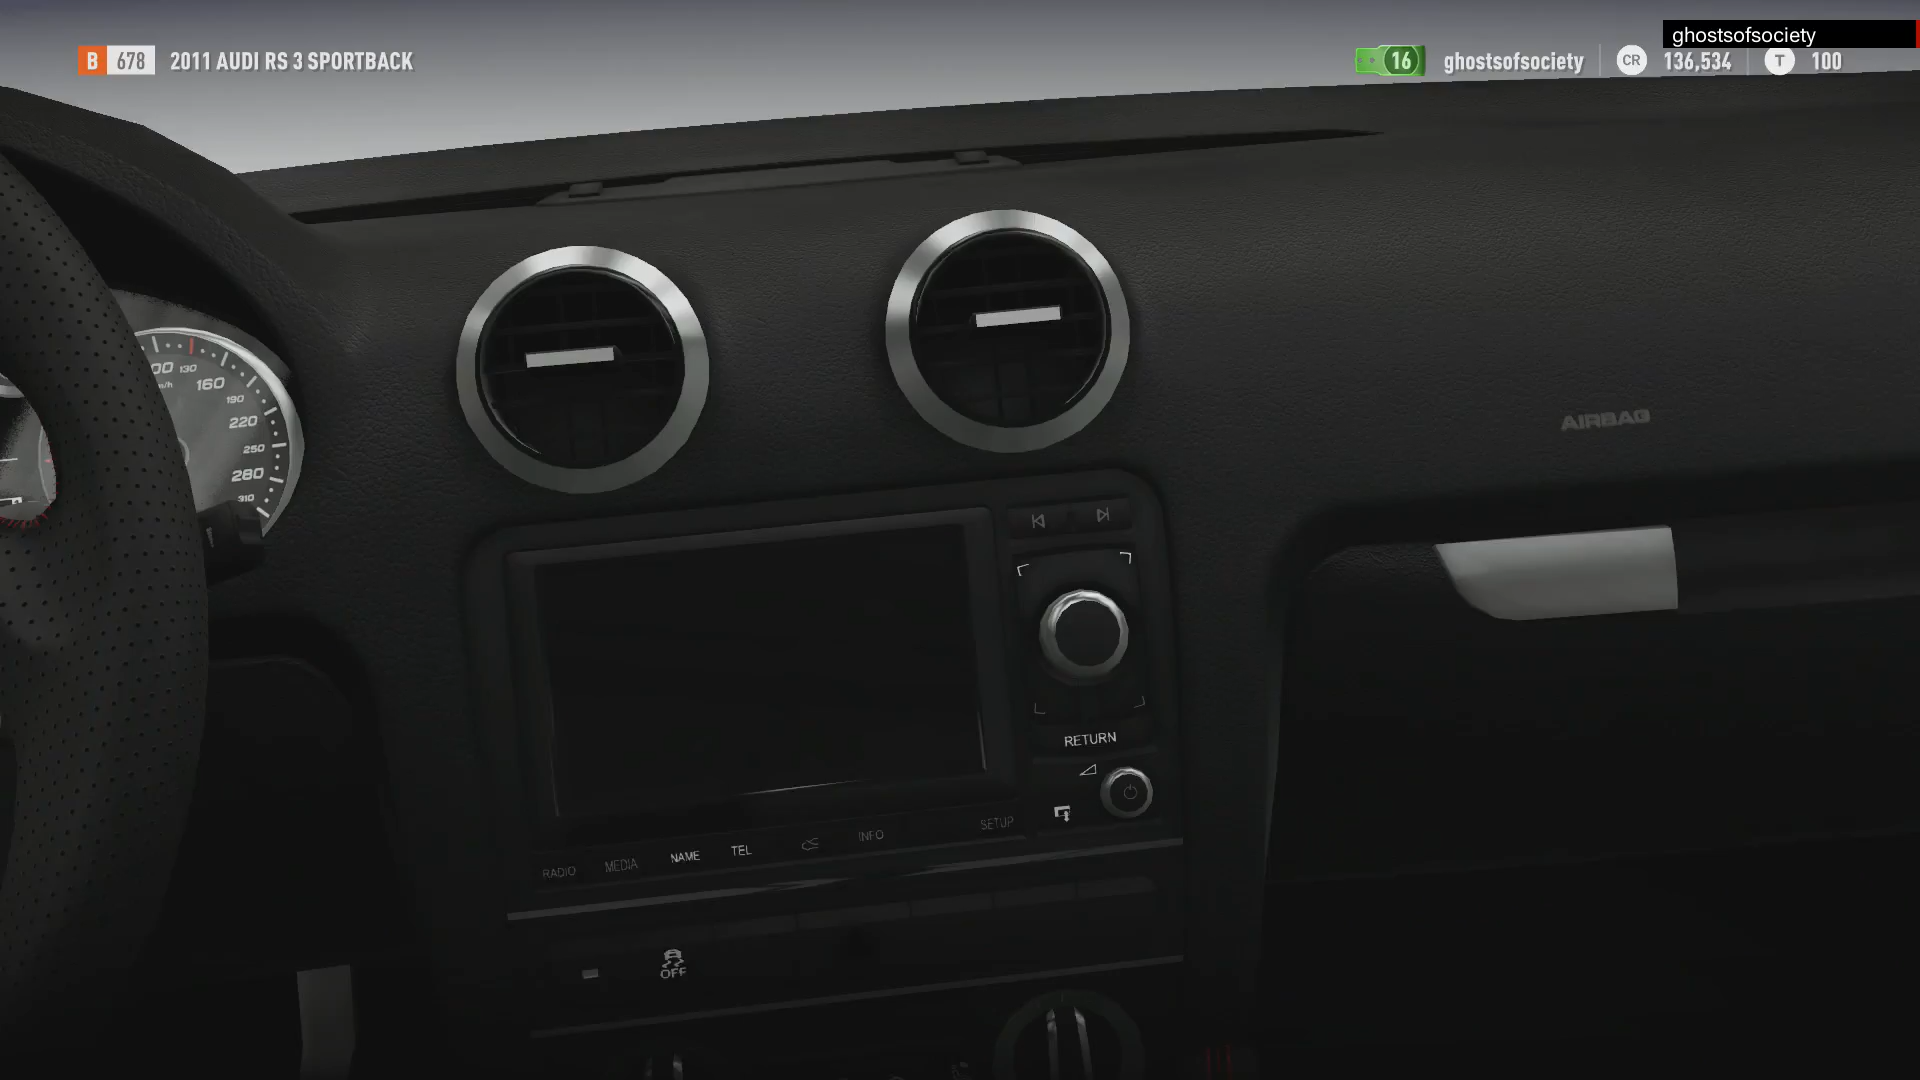 ghostsofsociety
B 678 2011 AUDI RS 3 SPORTBACK
16 ghostsofsociety CR 136,534 T 100
130
160
190
220
250
280
310
AIRBAG
RETURN
RADIO MEDIA NAME TEL INFO SETUP
OFF